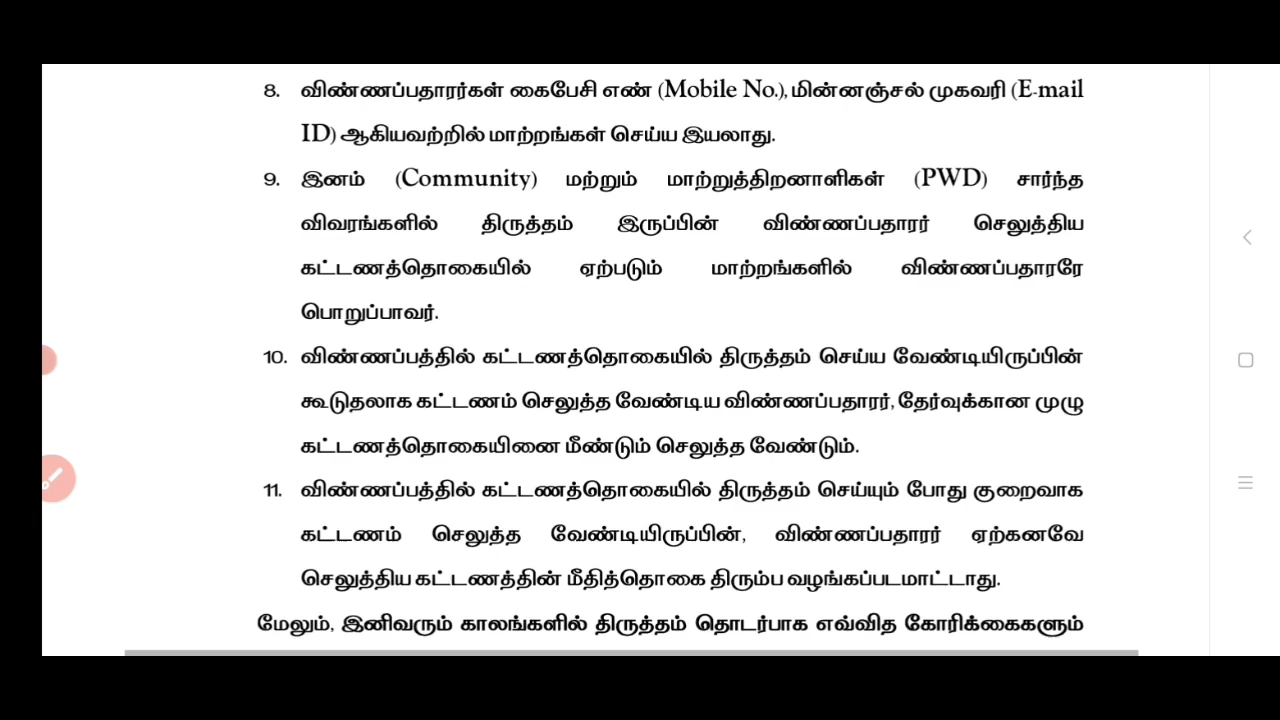 8. விண்ணப்பதாரர்கள் கைபேசி எண் (Mobile No.), மின்னஞ்சல் முகவரி (E-mail
ID) ஆகியவற்றில் மாற்றங்கள் செய்ய இயலாது.
9. இனம் (Community) மற்றும் மாற்றுத்திறனாளிகள் (PWD) சார்ந்த
விவரங்களில் திருத்தம் இருப்பின் விண்ணப்பதாரர் செலுத்திய
கட்டணத்தொகையில் ஏற்படும் மாற்றங்களில் விண்ணப்பதாரரே
பொறுப்பாவர்.
10. விண்ணப்பத்தில் கட்டணத்தொகையில் திருத்தம் செய்ய வேண்டியிருப்பின்
கூடுதலாக கட்டணம் செலுத்த வேண்டிய விண்ணப்பதாரர், தேர்வுக்கான முழு
கட்டணத்தொகையினை மீண்டும் செலுத்த வேண்டும்.
11. விண்ணப்பத்தில் கட்டணத்தொகையில் திருத்தம் செய்யும் போது குறைவாக
கட்டணம் செலுத்த வேண்டியிருப்பின், விண்ணப்பதாரர் ஏற்கனவே
செலுத்திய கட்டணத்தின் மீதித்தொகை திரும்ப வழங்கப்படமாட்டாது.
மேலும், இனிவரும் காலங்களில் திருத்தம் தொடர்பாக எவ்வித கோரிக்கைகளும்